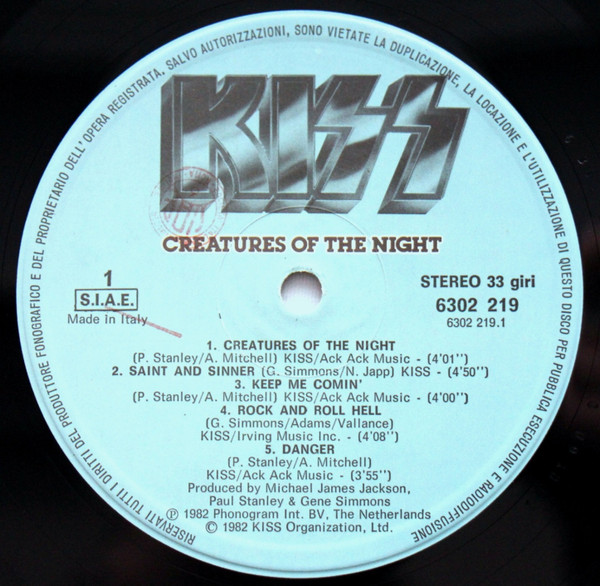 RISERVATI TUTTI I DIRITTI DEL PRODUTTORE FONOGRAFICO E DEL PROPRIETARIO DELL'OPERA REGISTRATA, SALVO AUTORIZZAZIONI, SONO VIETATE LA DUPLICAZIONE, LA LOCAZIONE E L'UTILIZZAZIONE DI QUESTO DISCO PER PUBBLICA ESECUZIONE E RADIODIFFUSIONE
KISS
CREATURES OF THE NIGHT
1
S.I.A.E.
Made in Italy
STEREO 33 giri
6302 219
6302 219.1
1. CREATURES OF THE NIGHT
(P. Stanley/A. Mitchell) KISS/Ack Ack Music - (4'01'')
2. SAINT AND SINNER (G. Simmons/N. Japp) KISS - (4'50'')
3. KEEP ME COMIN'
(P. Stanley/A. Mitchell) KISS/Ack Ack Music - (4'00'')
4. ROCK AND ROLL HELL
(G. Simmons/Adams/Vallance)
KISS/Irving Music Inc. - (4'08'')
5. DANGER
(P. Stanley/A. Mitchell)
KISS/Ack Ack Music - (3'55'')
Produced by Michael James Jackson,
Paul Stanley & Gene Simmons
℗ 1982 Phonogram Int. BV, The Netherlands
© 1982 KISS Organization, Ltd.